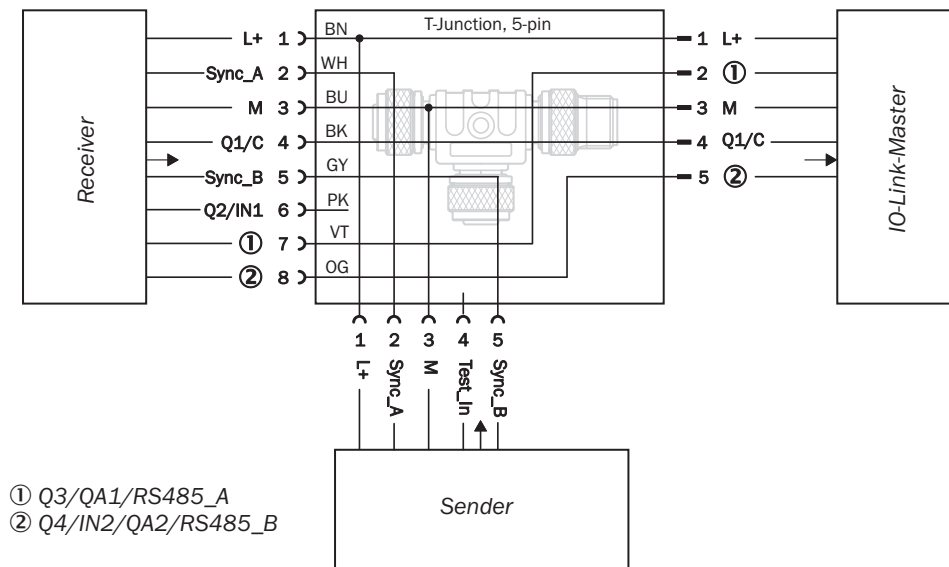 T-Junction, 5-pin
L+ 1 BN 1 L+
Sync_A 2 WH 2 ①
M 3 BU 3 M
Q1/C 4 BK 4 Q1/C
Sync_B 5 GY 5 ②
Q2/IN1 6 PK
① 7 VT
② 8 OG
Receiver
IO-Link-Master
1 2 3 4 5
L+ Sync_A M Test_In Sync_B
Sender
① Q3/QA1/RS485_A
② Q4/IN2/QA2/RS485_B